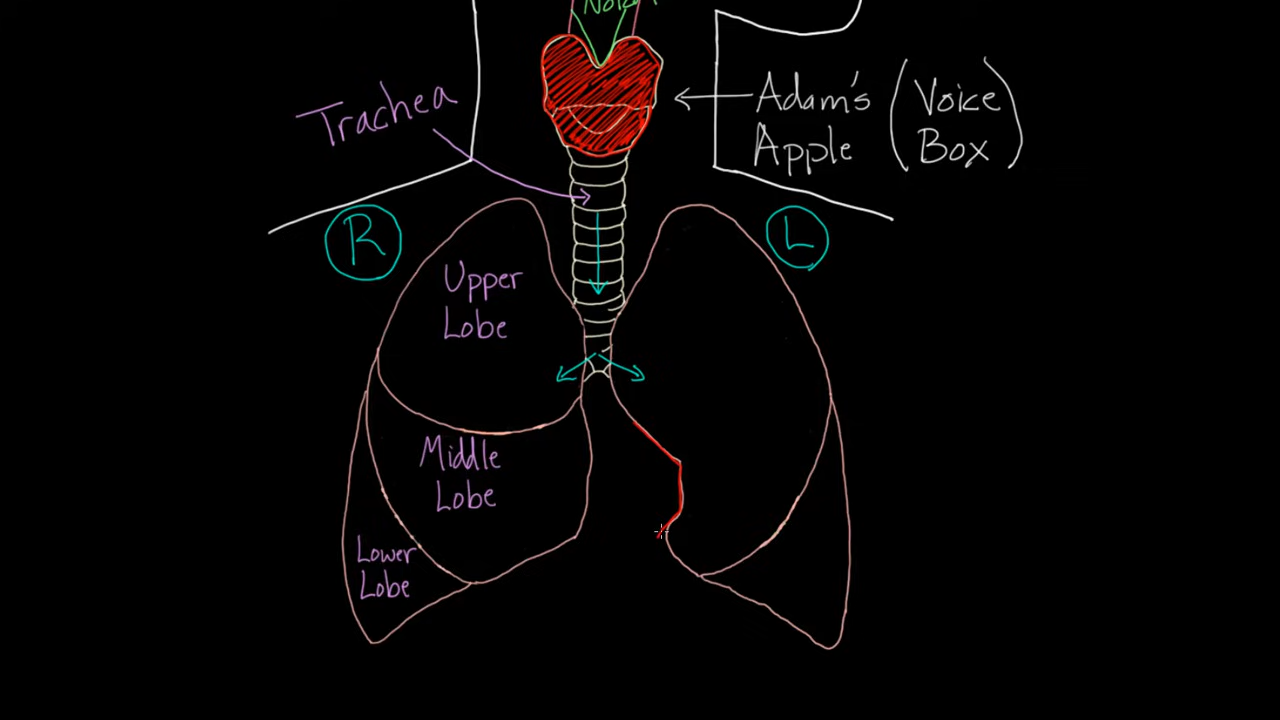 Trachea
Adam's
Apple
(Voice
Box)
R
L
Upper
Lobe
Middle
Lobe
Lower
Lobe